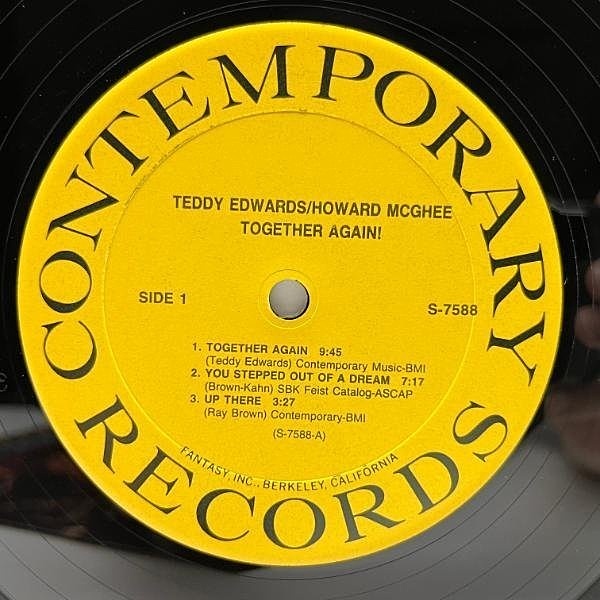 CONTEMPORARY
TEDDY EDWARDS/HOWARD MCGHEE
TOGETHER AGAIN!
SIDE 1
S-7588
1. TOGETHER AGAIN 9:45
(Teddy Edwards) Contemporary Music-BMI
2. YOU STEPPED OUT OF A DREAM 7:17
(Brown-Kahn) SBK Feist Catalog-ASCAP
3. UP THERE 3:27
(Ray Brown) Contemporary-BMI
(S-7588-A)
FANTASY, INC., BERKELEY, CALIFORNIA
RECORDS